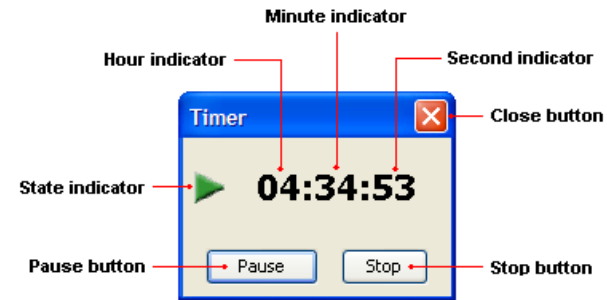 Minute indicator
Hour indicator
Second indicator
Timer
Close button
State indicator
04:34:53
Pause button
Pause
Stop
Stop button